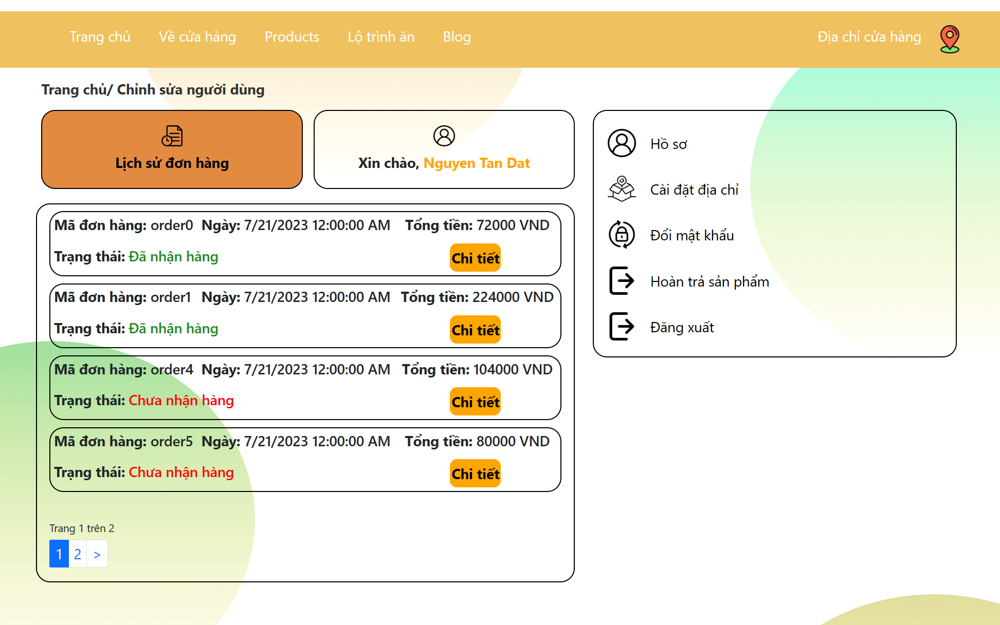 Trang chủ Về cửa hàng Products Lộ trình ăn Blog Địa chỉ cửa hàng
Trang chủ/ Chỉnh sửa người dùng
Lịch sử đơn hàng
Xin chào, Nguyen Tan Dat
Mã đơn hàng: order0 Ngày: 7/21/2023 12:00:00 AM Tổng tiền: 72000 VND
Trạng thái: Đã nhận hàng Chi tiết
Mã đơn hàng: order1 Ngày: 7/21/2023 12:00:00 AM Tổng tiền: 224000 VND
Trạng thái: Đã nhận hàng Chi tiết
Mã đơn hàng: order4 Ngày: 7/21/2023 12:00:00 AM Tổng tiền: 104000 VND
Trạng thái: Chưa nhận hàng Chi tiết
Mã đơn hàng: order5 Ngày: 7/21/2023 12:00:00 AM Tổng tiền: 80000 VND
Trạng thái: Chưa nhận hàng Chi tiết
Trang 1 trên 2
1 2 >
Hồ sơ
Cài đặt địa chỉ
Đổi mật khẩu
Hoàn trả sản phẩm
Đăng xuất